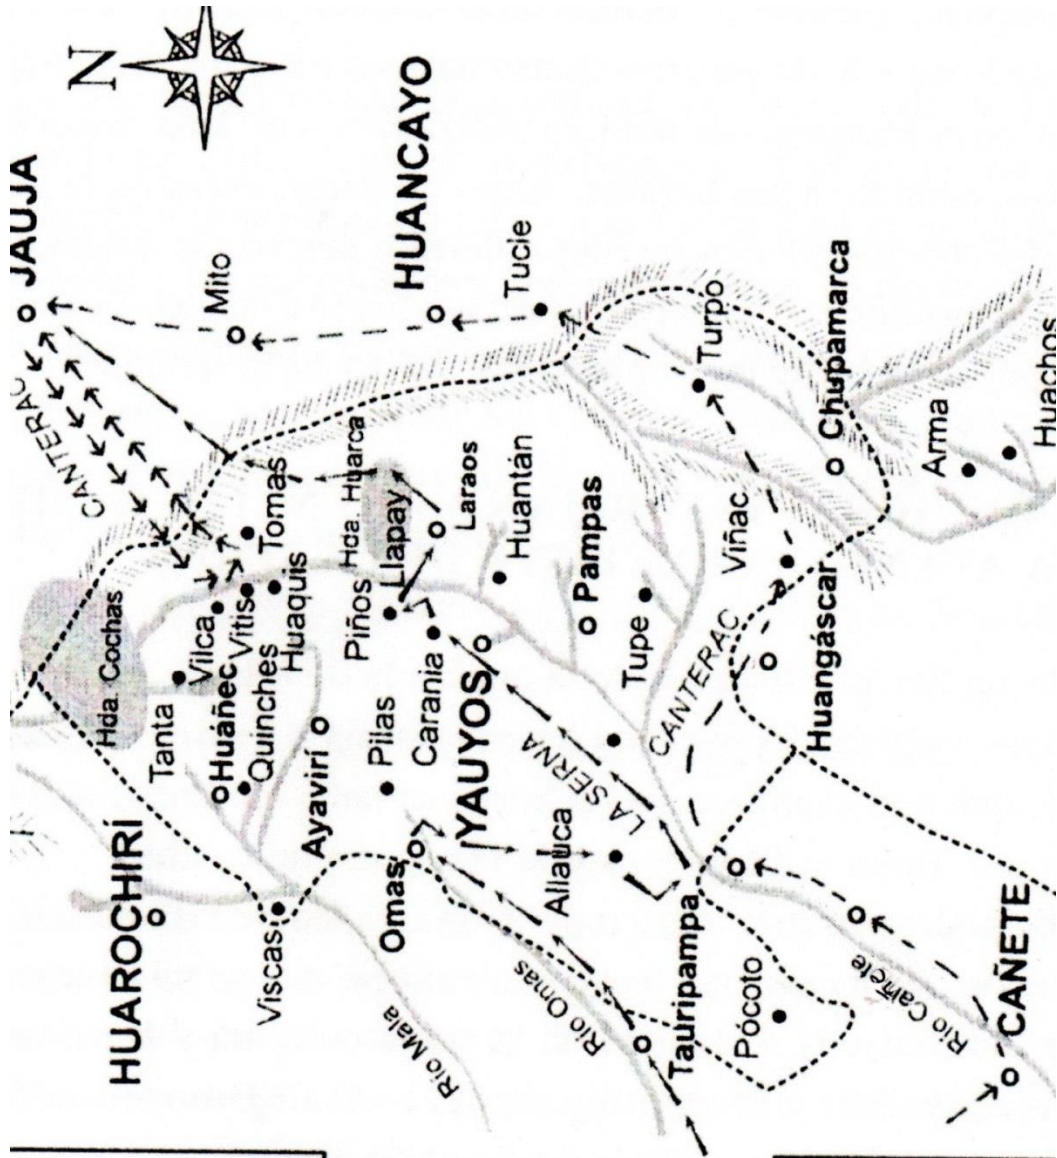 N
JAUJA
HUANCAYO
Mito
Tucle
CANTERAC
Turpo
Chupamarca
Arma
Huachos
Tomas
Hda Huarca
Llapay
Laraos
Huantán
Viñac
Hda Cochas
Vilca
Vitis
Huaquis
Piños
Carania
Pampas
Tupe
CANTERAC
Huangáscar
Tanta
Huáñec
Quinches
Ayavirí
Pilas
YAUYOS
LA SERNA
HUAROCHIRÍ
Viscas
Omas
Allauca
Tauripampa
Pócoto
Río Mala
Río Omas
Río Cañete
CAÑETE